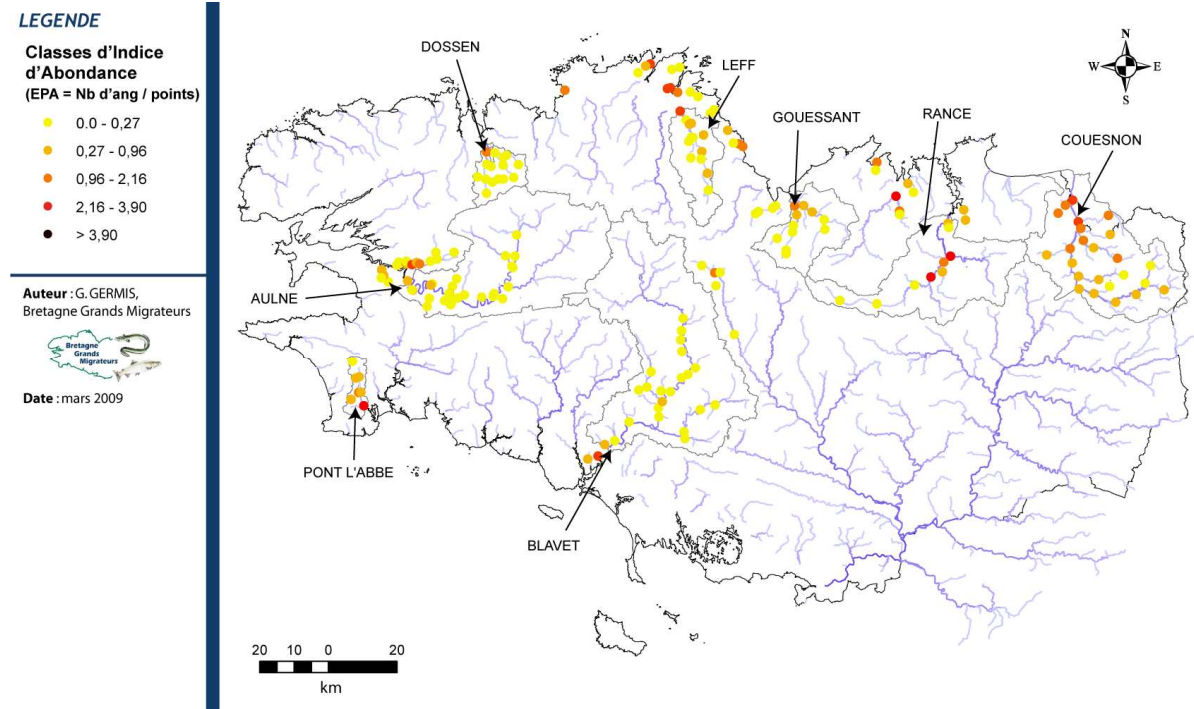 LEGENDE
Classes d'Indice
d'Abondance
(EPA = Nb d'ang / points)
0.0 - 0,27
0,27 - 0,96
0,96 - 2,16
2,16 - 3,90
> 3,90
Auteur : G. GERMIS,
Bretagne Grands Migrateurs
Bretagne
Grands
Migrateurs
Date : mars 2009
DOSSEN
LEFF
GOUESSANT
RANCE
COUESNON
AULNE
PONT L'ABBE
BLAVET
N
W
E
S
20 10 0 20
km